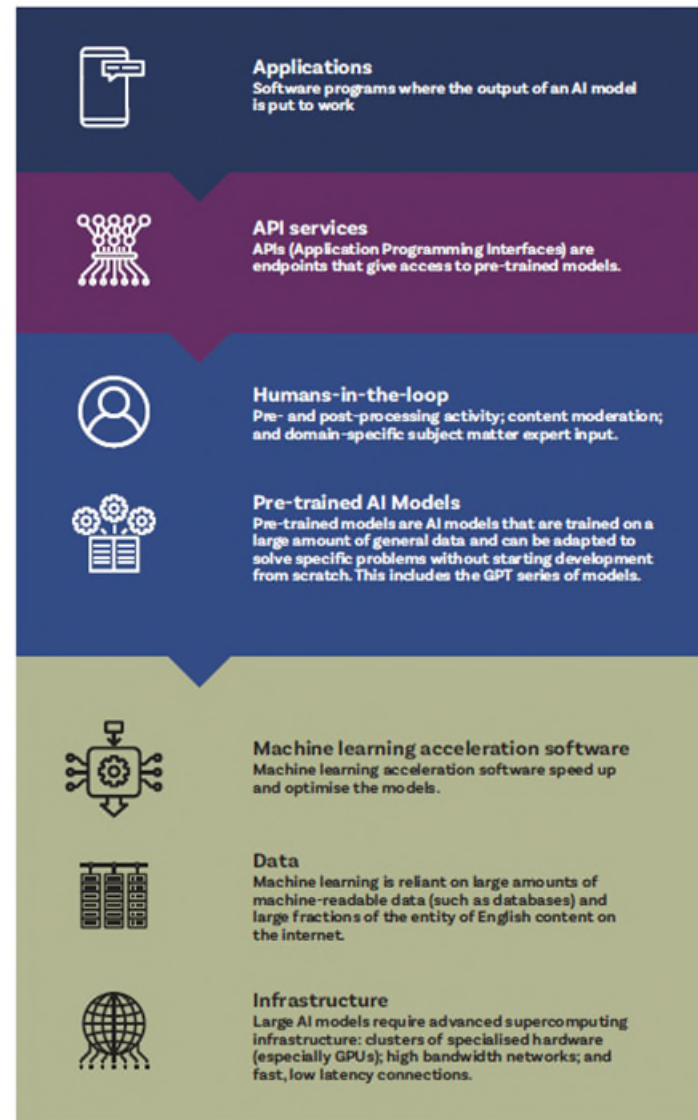 Applications
Software programs where the output of an AI model
is put to work
API services
APIs (Application Programming Interfaces) are
endpoints that give access to pre-trained models.
Humans-in-the-loop
Pre- and post-processing activity; content moderation;
and domain-specific subject matter expert input.
Pre-trained AI Models
Pre-trained models are AI models that are trained on a
large amount of general data and can be adapted to
solve specific problems without starting development
from scratch. This includes the GPT series of models.
Machine learning acceleration software
Machine learning acceleration software speed up
and optimise the models.
Data
Machine learning is reliant on large amounts of
machine-readable data (such as databases) and
large fractions of the entity of English content on
the internet.
Infrastructure
Large AI models require advanced supercomputing
infrastructure: clusters of specialised hardware
(especially GPUs); high bandwidth networks; and
fast, low latency connections.